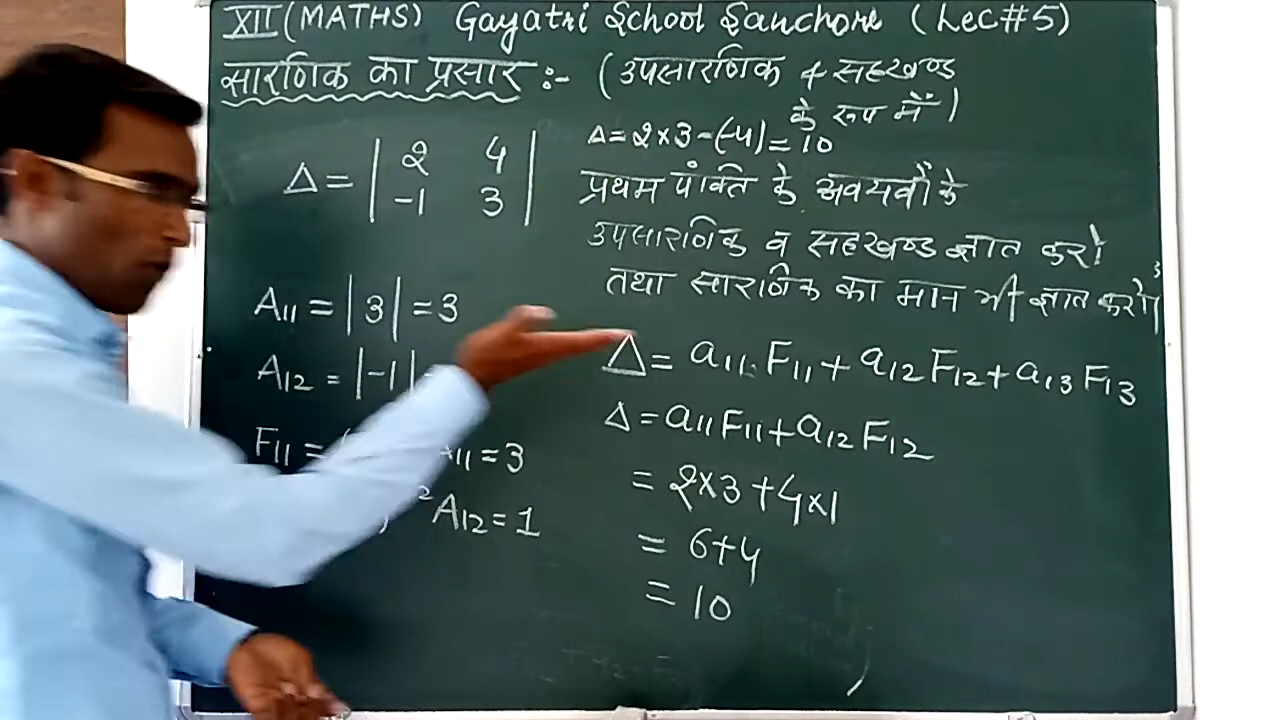 XII (MATHS) Gayatri School Sanchore (Lec#5)
सारणिक का प्रसार :- (उपसारणिक & सहखण्ड
के रूप में)
Δ = | 2 4 |
| -1 3 |
Δ = 2×3 - (-4) = 10
प्रथम पंक्ति के अवयवों के
उपसारणिक व सहखण्ड ज्ञात करो।
तथा सारणिक का मान भी ज्ञात करो।
A11 = |3| = 3
A12 = |-1|
F11 = A11 = 3
2 A12 = 1
Δ = a11 F11 + a12 F12 + a13 F13
Δ = a11 F11 + a12 F12
= 2×3 + 4×1
= 6+4
= 10